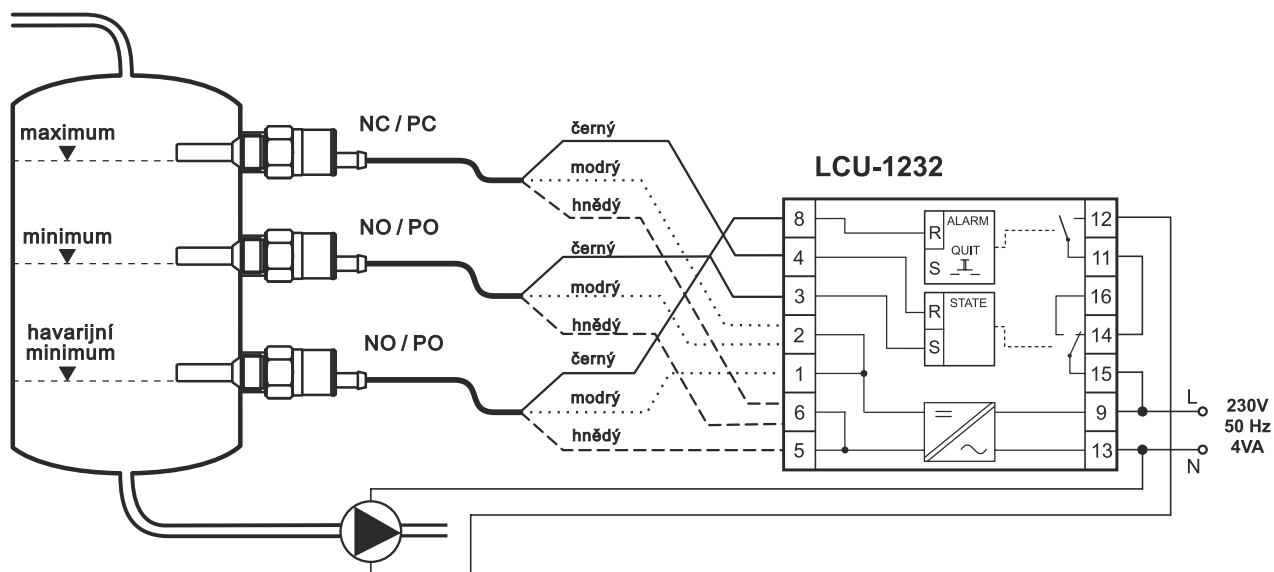 maximum
minimum
havarijní
minimum
NC / PC
NO / PO
NO / PO
černý
modrý
hnědý
černý
modrý
hnědý
černý
modrý
hnědý
LCU-1232
8
4
3
2
1
6
5
R
ALARM
QUIT
S
R
STATE
S
12
11
16
14
15
9
13
L
N
230V
50 Hz
4VA